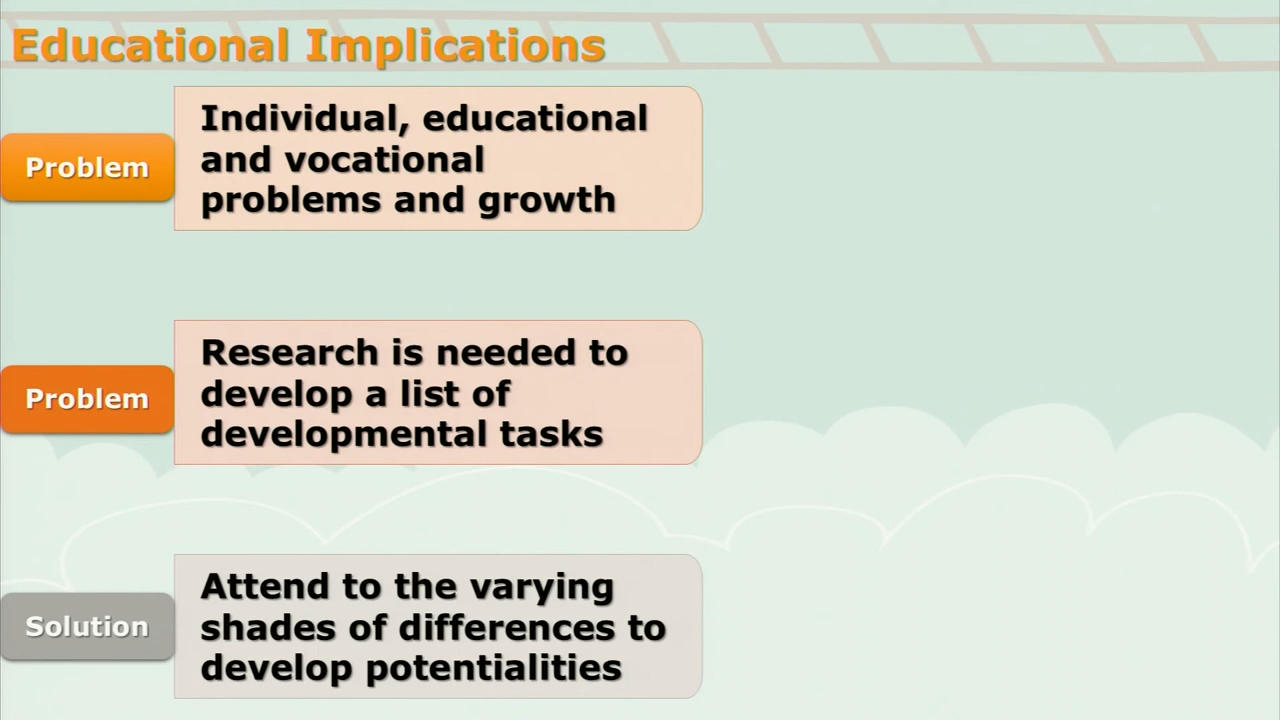 Educational Implications
Problem
Individual, educational
and vocational
problems and growth
Problem
Research is needed to
develop a list of
developmental tasks
Solution
Attend to the varying
shades of differences to
develop potentialities